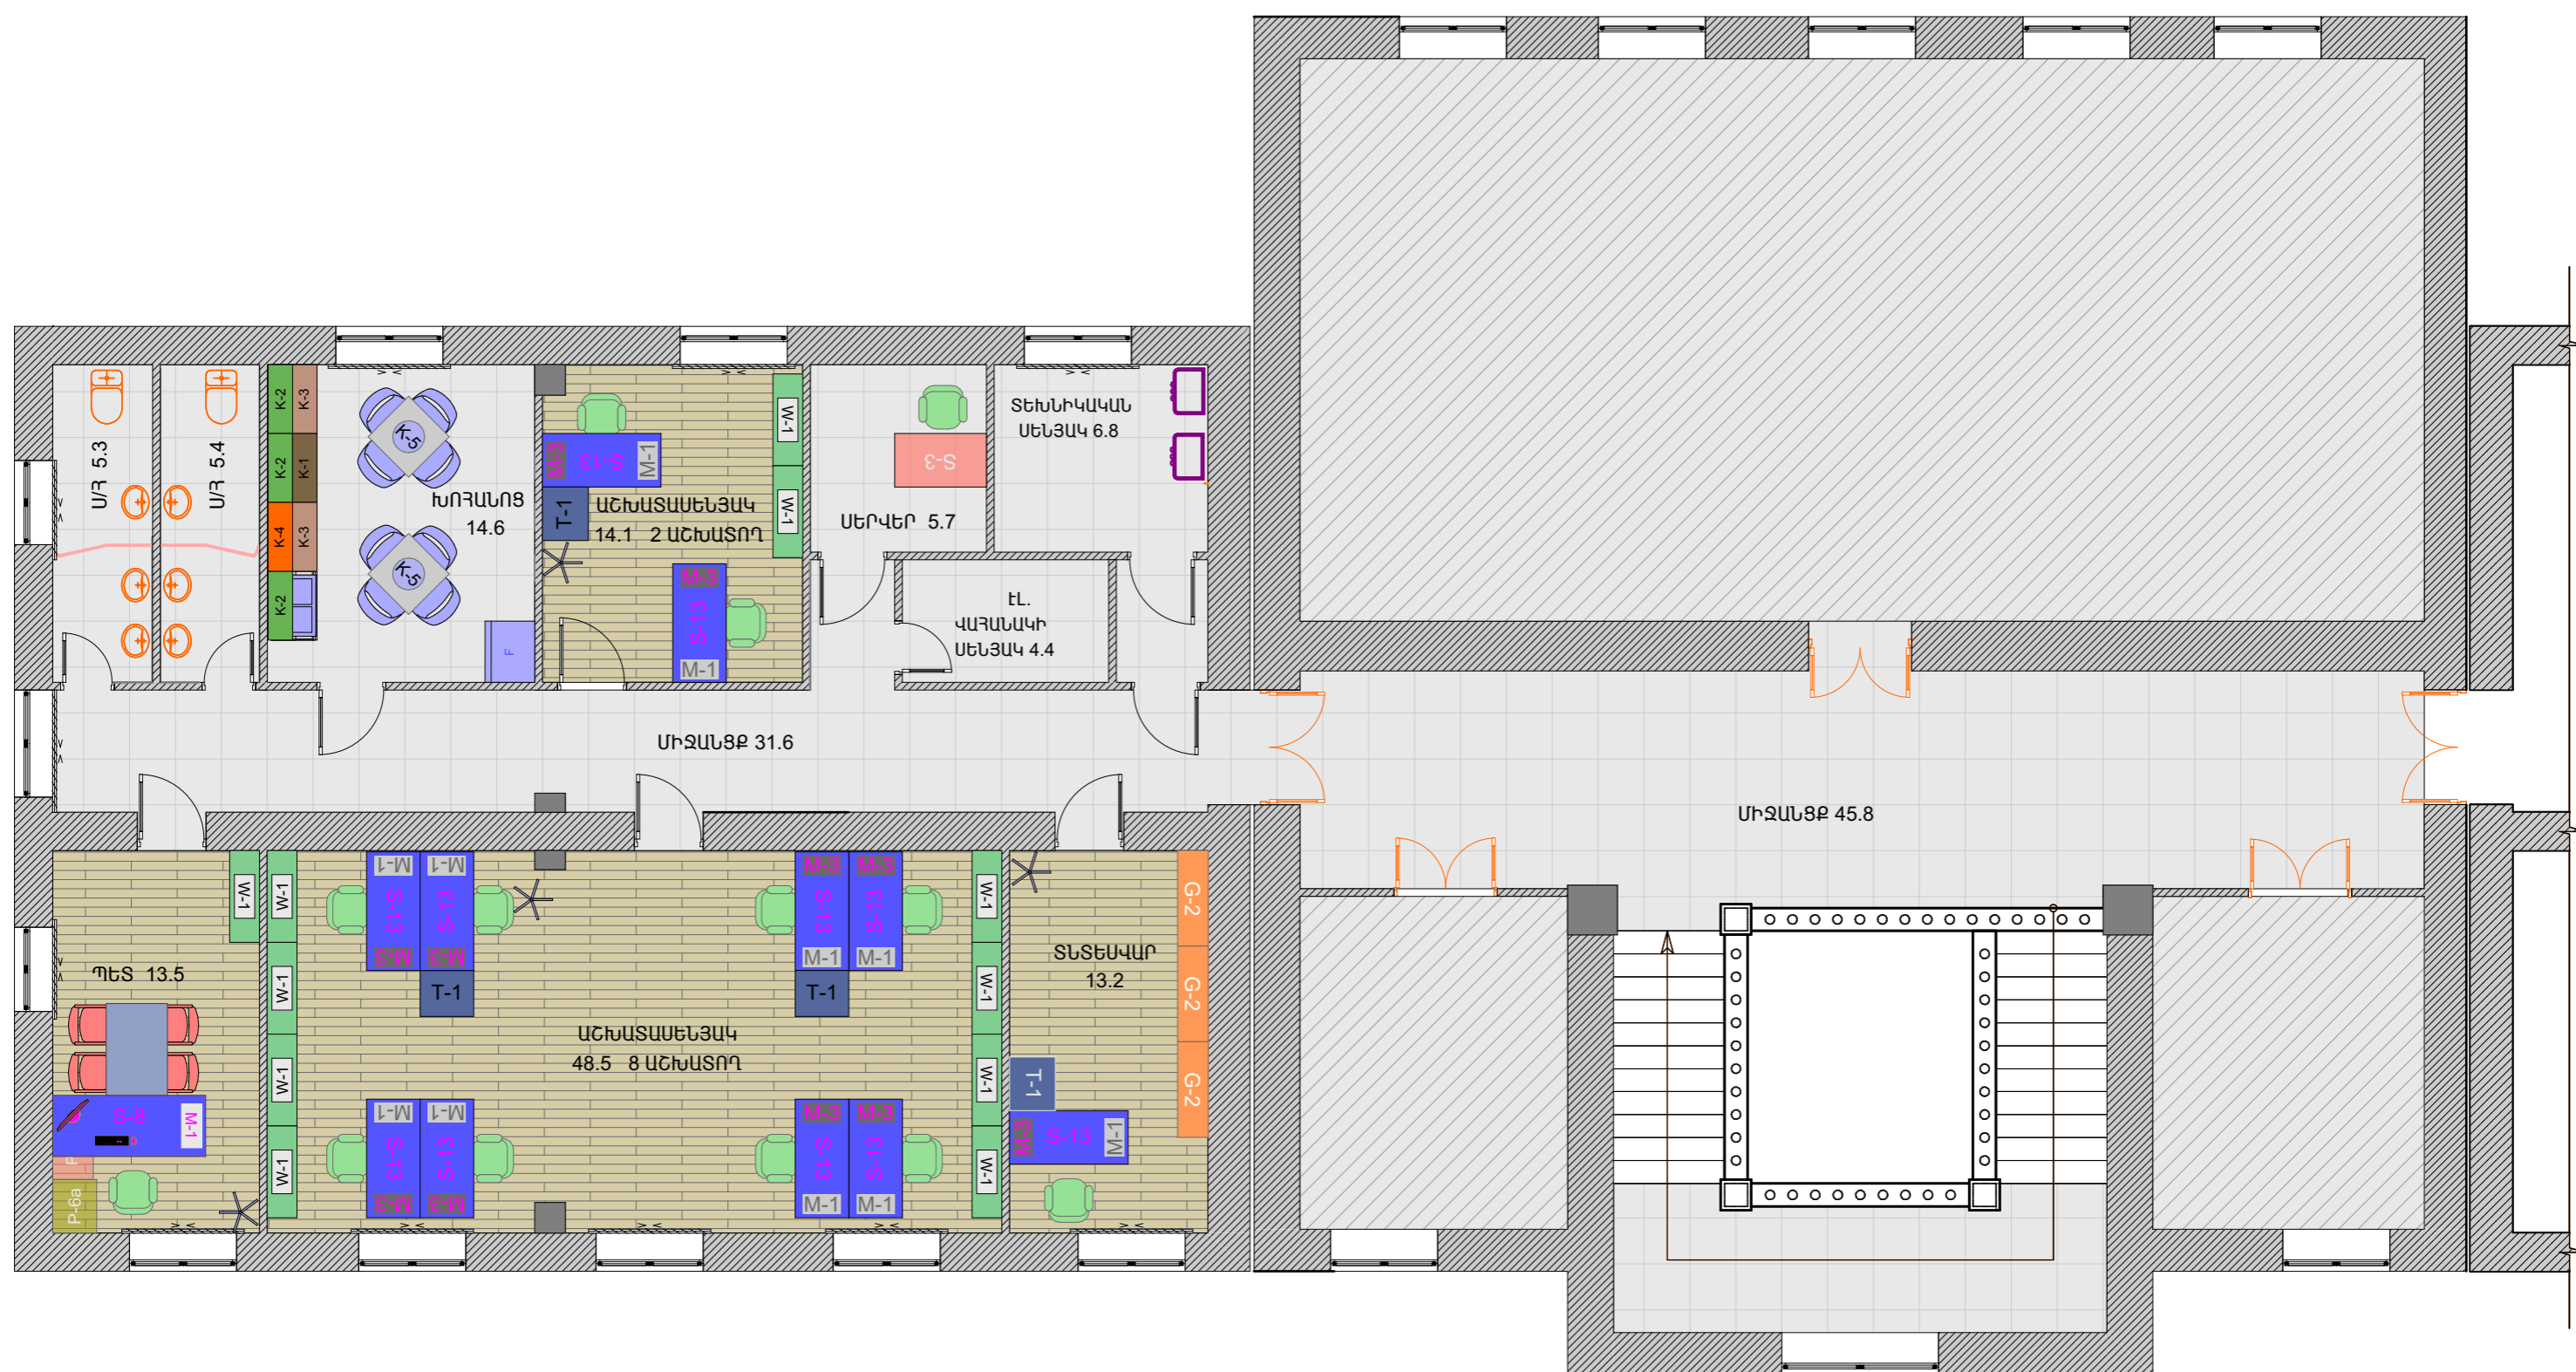 Ս/Հ 5.3
Ս/Հ 5.4
K-2
K-3
K-2
K-1
K-4
K-3
K-2
K-5
K-5
ԽՈՀԱՆՈՑ
14.6
F
M-3
S-13
M-1
T-1
W-1
W-1
ԱՇԽԱՏԱՍԵՆՅԱԿ
14.1 2 ԱՇԽԱՏՈՂ
M-3
S-13
M-1
S-3
ՍԵՐՎԵՐ 5.7
ՏԵԽՆԻԿԱԿԱՆ
ՍԵՆՅԱԿ 6.8
ԷԼ.
ՎԱՀԱՆԱԿԻ
ՍԵՆՅԱԿ 4.4
ՄԻՋԱՆՑՔ 31.6
ՄԻՋԱՆՑՔ 45.8
W-1
ՊԵՏ 13.5
S-8
M-1
P-6a
W-1
W-1
W-1
W-1
M-1
M-1
S-13
S-13
M-3
M-3
T-1
M-3
M-3
S-13
S-13
M-1
M-1
T-1
ԱՇԽԱՏԱՍԵՆՅԱԿ
48.5 8 ԱՇԽԱՏՈՂ
M-1
M-1
S-13
S-13
M-3
M-3
M-3
M-3
S-13
S-13
M-1
M-1
W-1
W-1
W-1
W-1
ՏՆՏԵՍՎԱՐ
13.2
G-2
G-2
G-2
T-1
M-3
S-13
M-1